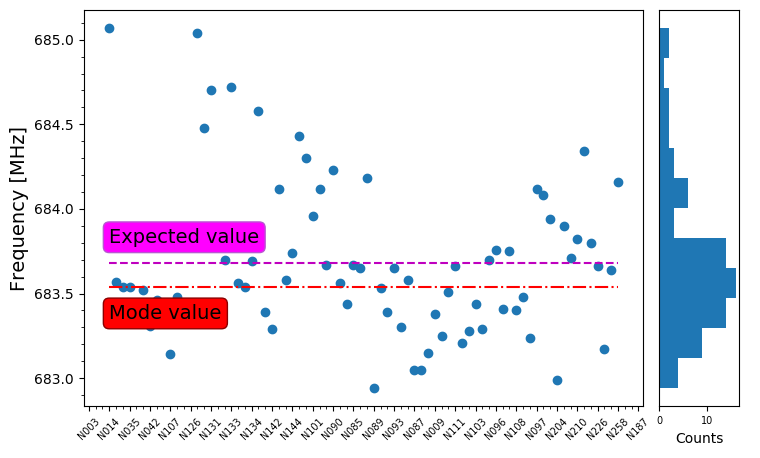 Frequency [MHz]
685.0
684.5
684.0
683.5
683.0
Expected value
Mode value
N003 N014 N035 N042 N107 N126 N131 N133 N134 N142 N144 N101 N090 N085 N089 N093 N087 N009 N111 N103 N096 N108 N097 N204 N210 N226 N258 N187
0 10
Counts